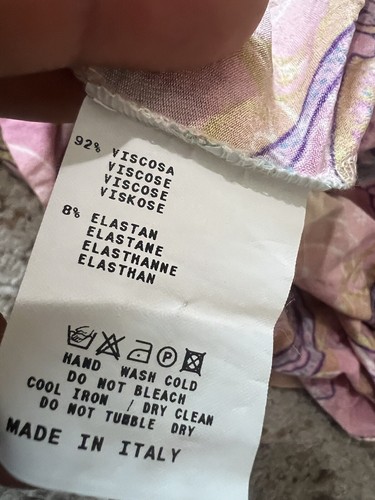 92% VISCOSA
VISCOSE
VISCOSE
VISKOSE
8% ELASTAN
ELASTANE
ELASTHANNE
ELASTHAN
P
HAND WASH COLD
DO NOT BLEACH
COOL IRON / DRY CLEAN
DO NOT TUMBLE DRY
MADE IN ITALY